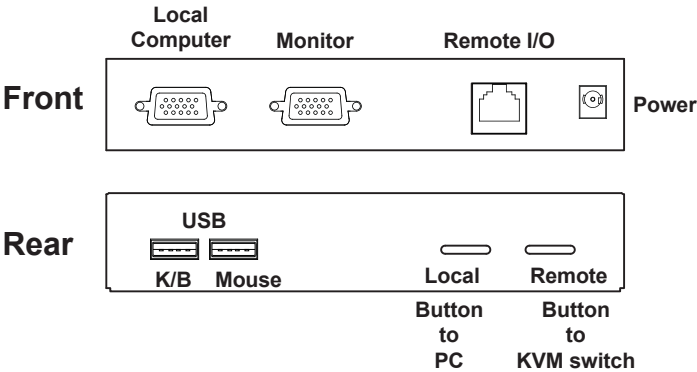 Local
Computer
Monitor
Remote I/O
Front
Power
USB
Rear
K/B Mouse
Local
Remote
Button
to
PC
Button
to
KVM switch